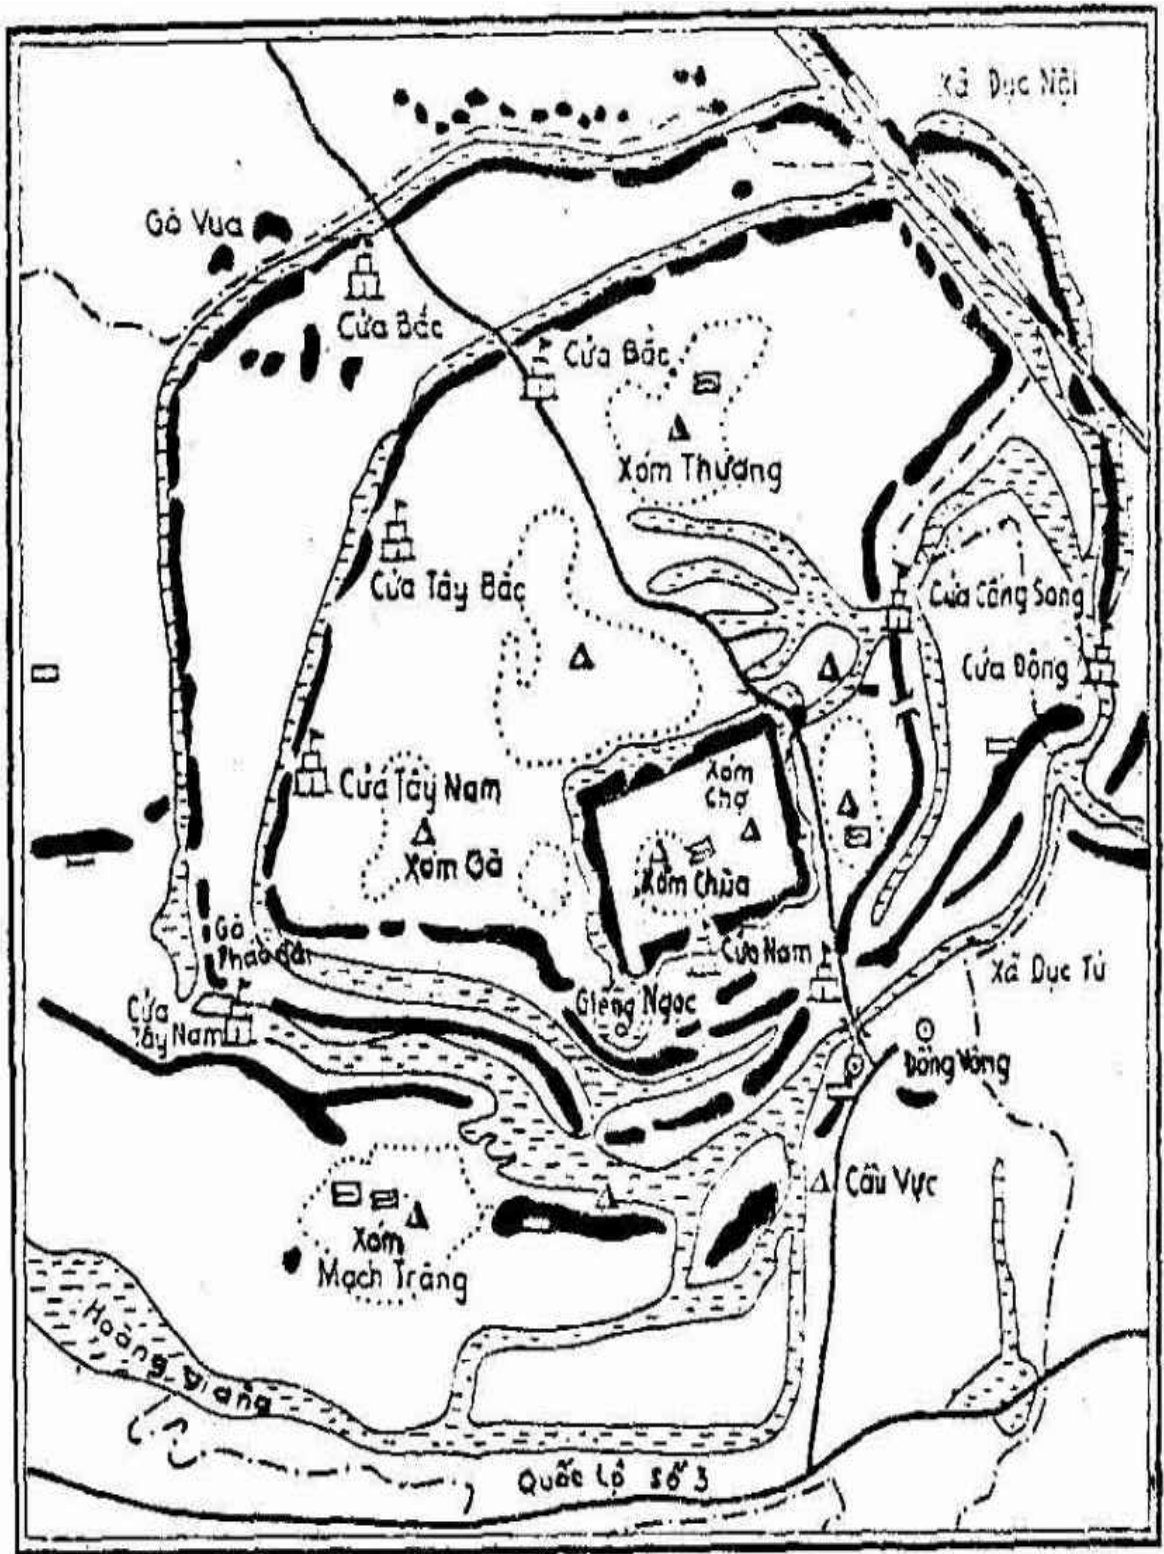 Xã Dục Nội
Gò Vua
Cửa Bắc
Cửa Bắc
Xóm Thượng
Cửa Tây Bắc
Cửa Cống Song
Cửa Đông
Cửa Tây Nam
Xóm Chợ
Xóm Gà
Xóm Chùa
Gò
Pháo Đài
Cửa Nam
Xã Dục Tú
Cửa
Tây Nam
Giếng Ngọc
Cầu Vực
Xóm
Mạch Tràng
Hoàng Giang
Quốc Lộ Số 3